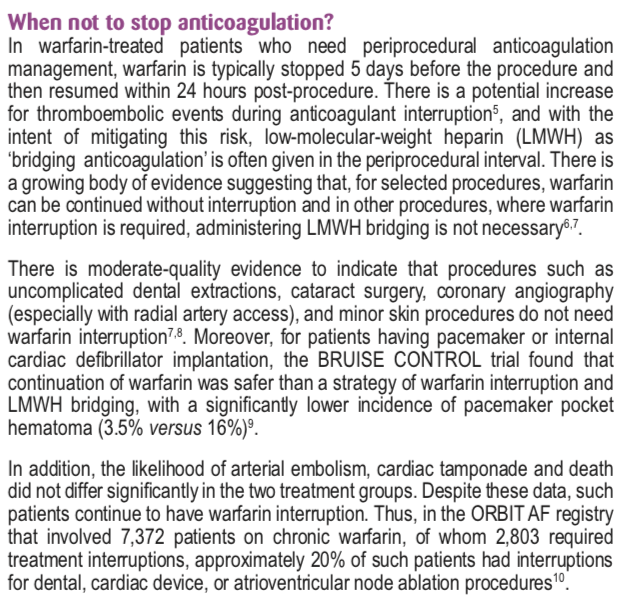 When not to stop anticoagulation?
In warfarin-treated patients who need periprocedural anticoagulation
management, warfarin is typically stopped 5 days before the procedure and
then resumed within 24 hours post-procedure. There is a potential increase
for thromboembolic events during anticoagulant interruption⁵, and with the
intent of mitigating this risk, low-molecular-weight heparin (LMWH) as
‘bridging anticoagulation’ is often given in the periprocedural interval. There is
a growing body of evidence suggesting that, for selected procedures, warfarin
can be continued without interruption and in other procedures, where warfarin
interruption is required, administering LMWH bridging is not necessary⁶,⁷.
There is moderate-quality evidence to indicate that procedures such as
uncomplicated dental extractions, cataract surgery, coronary angiography
(especially with radial artery access), and minor skin procedures do not need
warfarin interruption⁷,⁸. Moreover, for patients having pacemaker or internal
cardiac defibrillator implantation, the BRUISE CONTROL trial found that
continuation of warfarin was safer than a strategy of warfarin interruption and
LMWH bridging, with a significantly lower incidence of pacemaker pocket
hematoma (3.5% versus 16%)⁹.
In addition, the likelihood of arterial embolism, cardiac tamponade and death
did not differ significantly in the two treatment groups. Despite these data, such
patients continue to have warfarin interruption. Thus, in the ORBIT AF registry
that involved 7,372 patients on chronic warfarin, of whom 2,803 required
treatment interruptions, approximately 20% of such patients had interruptions
for dental, cardiac device, or atrioventricular node ablation procedures¹⁰.